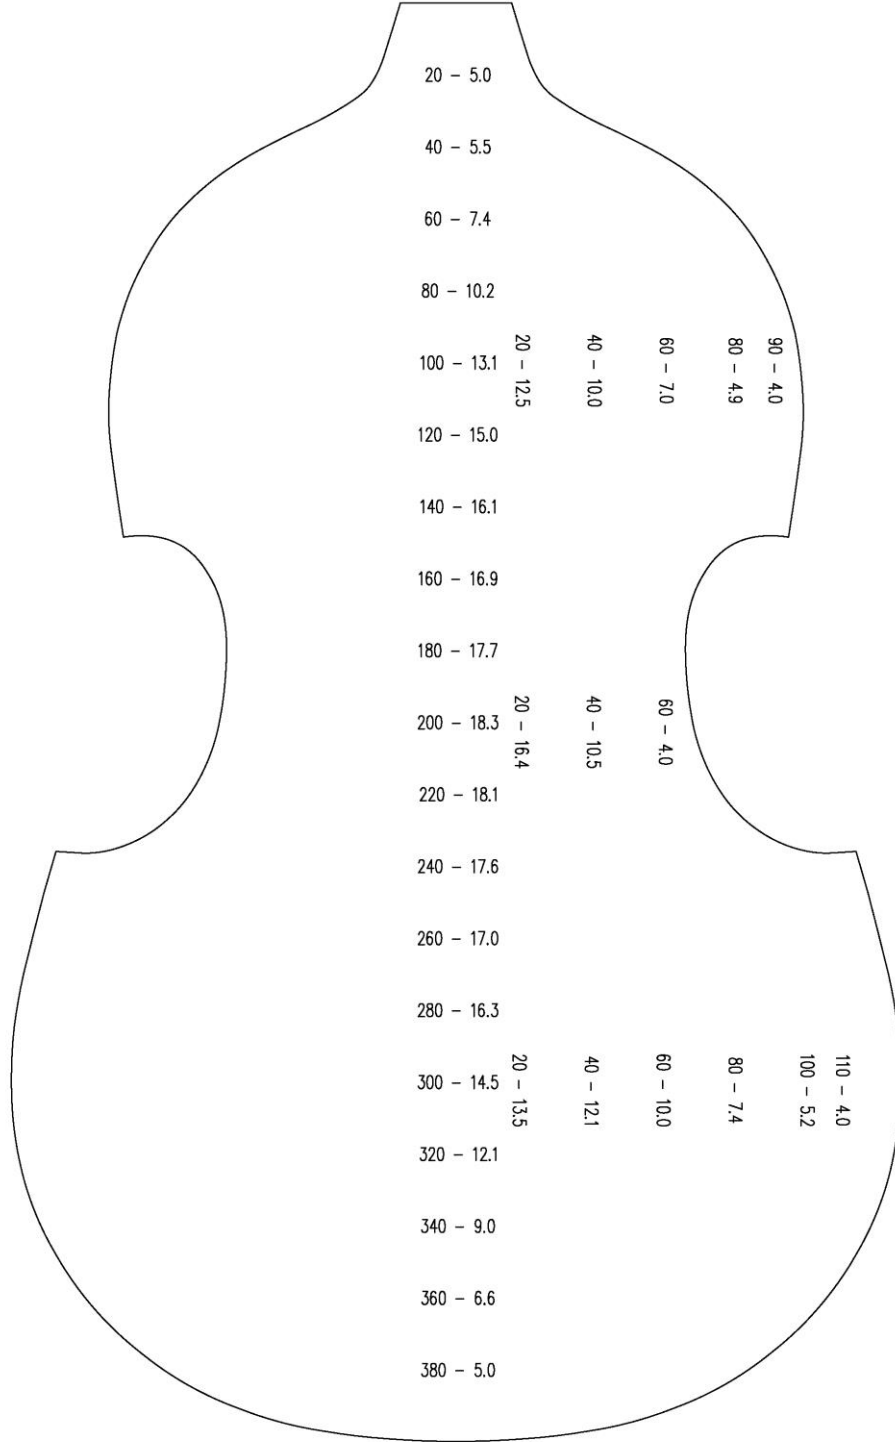 20 – 5.0
40 – 5.5
60 – 7.4
80 – 10.2
100 – 13.1
20 – 12.5
40 – 10.0
60 – 7.0
80 – 4.9
90 – 4.0
120 – 15.0
140 – 16.1
160 – 16.9
180 – 17.7
200 – 18.3
20 – 16.4
40 – 10.5
60 – 4.0
220 – 18.1
240 – 17.6
260 – 17.0
280 – 16.3
300 – 14.5
20 – 13.5
40 – 12.1
60 – 10.0
80 – 7.4
100 – 5.2
110 – 4.0
320 – 12.1
340 – 9.0
360 – 6.6
380 – 5.0